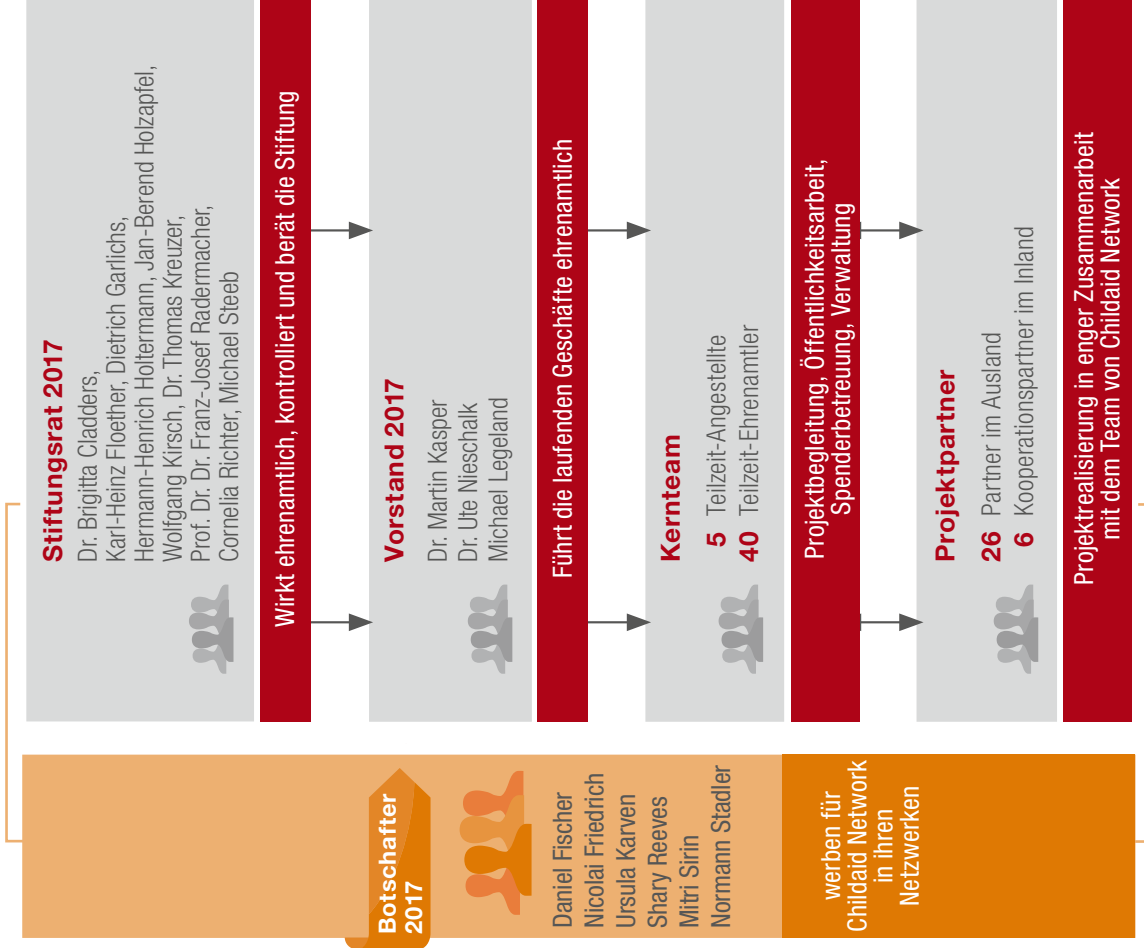 Stiftungsrat 2017
Dr. Brigitta Cladders,
Karl-Heinz Floether, Dietrich Garlichs,
Hermann-Henrich Holtermann, Jan-Berend Holzapfel,
Wolfgang Kirsch, Dr. Thomas Kreuzer,
Prof. Dr. Dr. Franz-Josef Radermacher,
Cornelia Richter, Michael Steeb
Wirkt ehrenamtlich, kontrolliert und berät die Stiftung
Vorstand 2017
Dr. Martin Kasper
Dr. Ute Nieschalk
Michael Legeland
Führt die laufenden Geschäfte ehrenamtlich
Kernteam
5 Teilzeit-Angestellte
40 Teilzeit-Ehrenamtler
Projektbegleitung, Öffentlichkeitsarbeit,
Spenderbetreuung, Verwaltung
Projektpartner
26 Partner im Ausland
6 Kooperationspartner im Inland
Projektrealisierung in enger Zusammenarbeit
mit dem Team von Childaid Network
Botschafter
2017
Daniel Fischer
Nicolai Friedrich
Ursula Karven
Shary Reeves
Mitri Sirin
Normann Stadler
werben für
Childaid Network
in ihren
Netzwerken